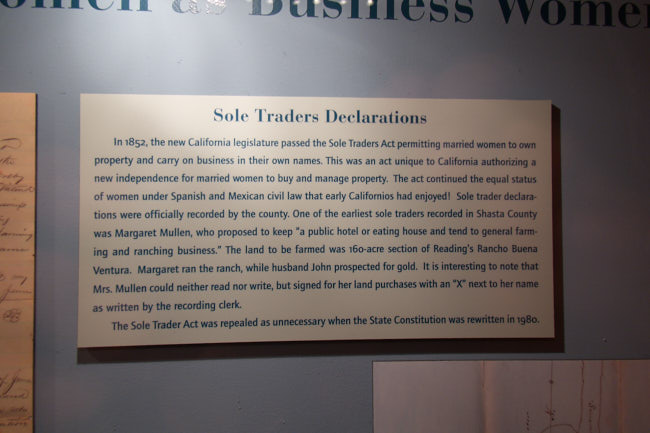 as Business Women
Sole Traders Declarations
In 1852, the new California legislature passed the Sole Traders Act permitting married women to own
property and carry on business in their own names. This was an act unique to California authorizing a
new independence for married women to buy and manage property. The act continued the equal status
of women under Spanish and Mexican civil law that early Californios had enjoyed! Sole trader declara-
tions were officially recorded by the county. One of the earliest sole traders recorded in Shasta County
was Margaret Mullen, who proposed to keep "a public hotel or eating house and tend to general farm-
ing and ranching business." The land to be farmed was 160-acre section of Reading's Rancho Buena
Ventura. Margaret ran the ranch, while husband John prospected for gold. It is interesting to note that
Mrs. Mullen could neither read nor write, but signed for her land purchases with an "X" next to her name
as written by the recording clerk.
The Sole Trader Act was repealed as unnecessary when the State Constitution was rewritten in 1980.